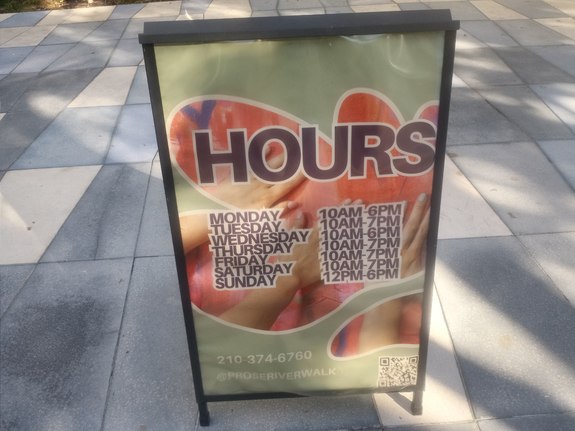 HOURS
MONDAY 10AM-6PM
TUESDAY 10AM-7PM
WEDNESDAY 10AM-6PM
THURSDAY 10AM-7PM
FRIDAY 10AM-7PM
SATURDAY 10AM-7PM
SUNDAY 12PM-6PM
210-374-6760
@PROSERIVERWALK